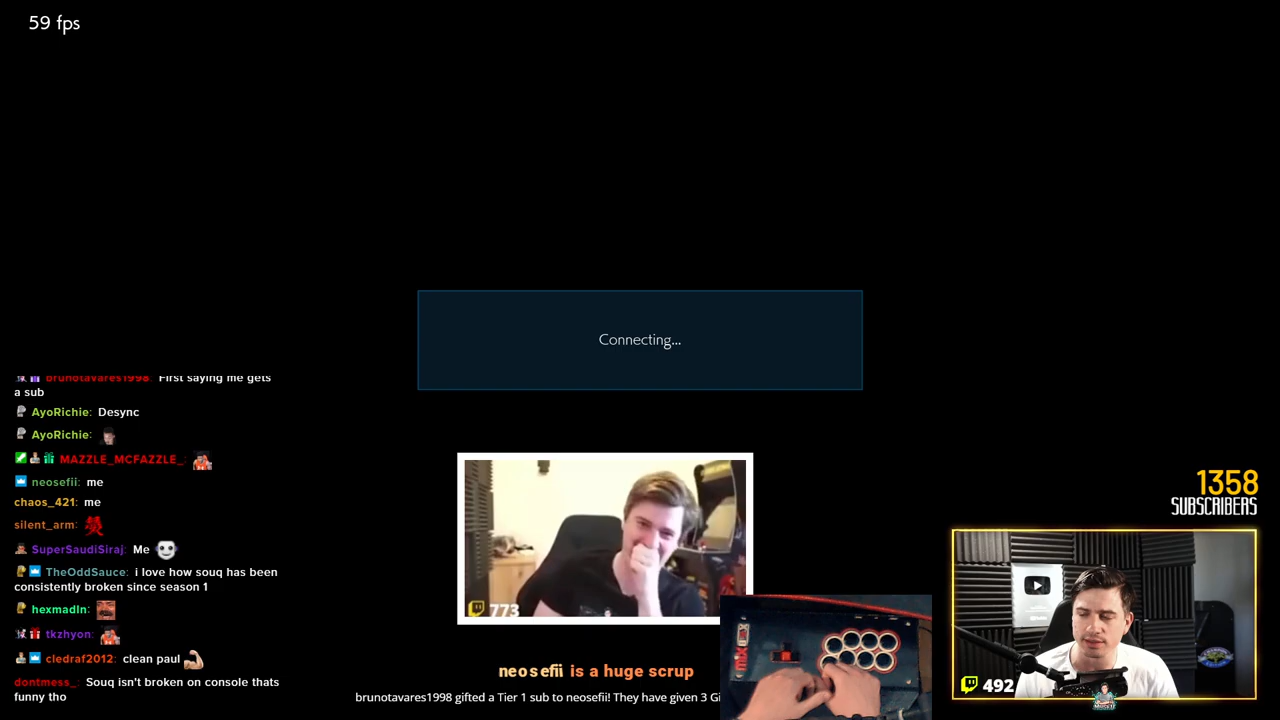 59 fps
Connecting...
brunotavares1998: First saying me gets
a sub
AyoRichie: Desync
AyoRichie:
MAZZLE_MCFAZZLE_:
neosefii: me
chaos_421: me
silent_arm:
SuperSaudiSiraj: Me
TheOddSauce: i love how souq has been
consistently broken since season 1
hexmadln:
tkzhyon:
cledraf2012: clean paul
dontmess_: Souq isn't broken on console thats
funny tho
773
neosefii is a huge scrup
brunotavares1998 gifted a Tier 1 sub to neosefii! They have given 3 Gi
1358
SUBSCRIBERS
492